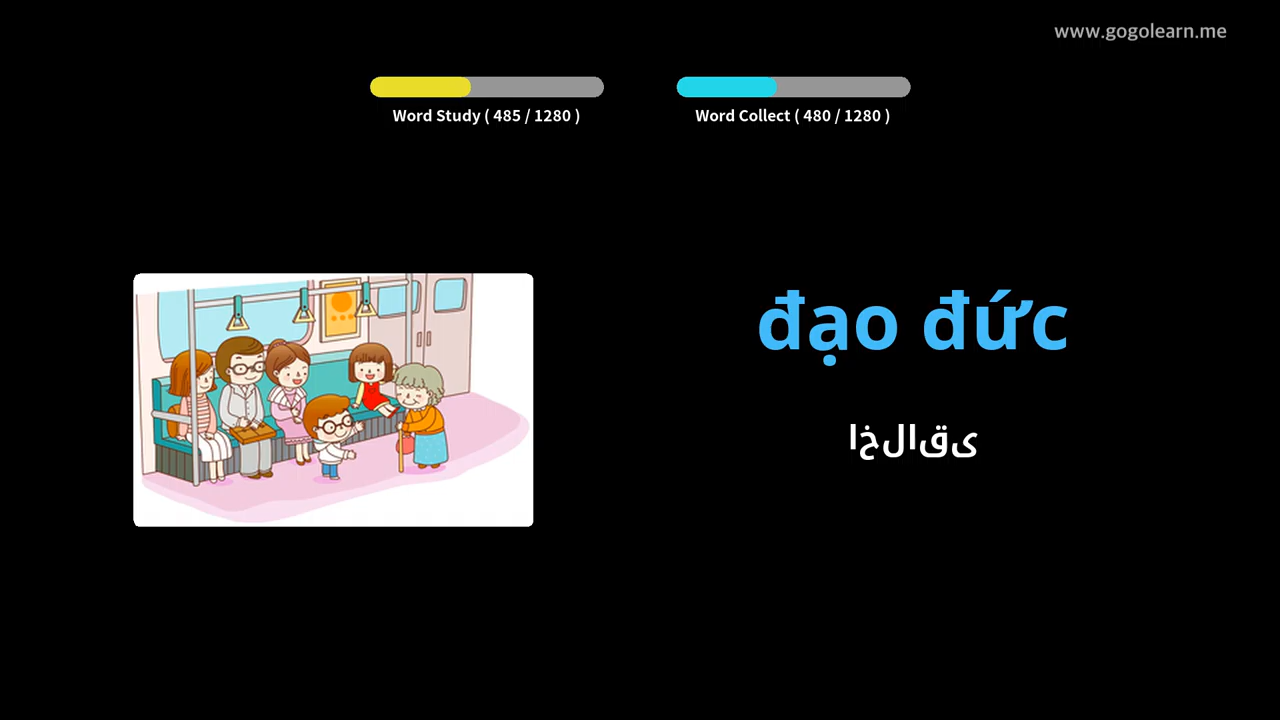 www.gogolearn.me
Word Study ( 485 / 1280 )
Word Collect ( 480 / 1280 )
đạo đức
اخلاقی